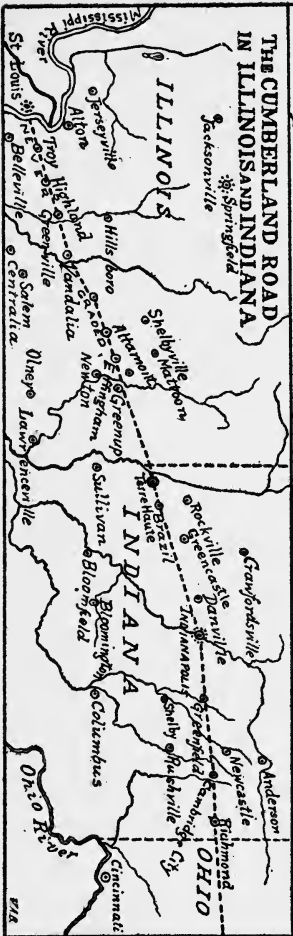 THE CUMBERLAND ROAD
IN ILLINOIS AND INDIANA
Mississippi
River
ILLINOIS
Jacksonville
Springfield
Jerseyville
Alton
St Louis
Troy
Highland
Greenville
Belleville
Hillsboro
Vandalia
Centralia
Salem
Olney
Shelbyville
Mattoon
Altamont
Effingham
Newton
Greenup
Lawrenceville
INDIANA
Terre Haute
Brazil
Rockville
Greencastle
Danville
Crawfordsville
Sullivan
Bloomfield
Bloomington
Columbus
INDIANAPOLIS
Greenfield
Shelby
Rushville
Newcastle
Anderson
Cambridge
City
Richmond
OHIO
Ohio River
Cincinnati